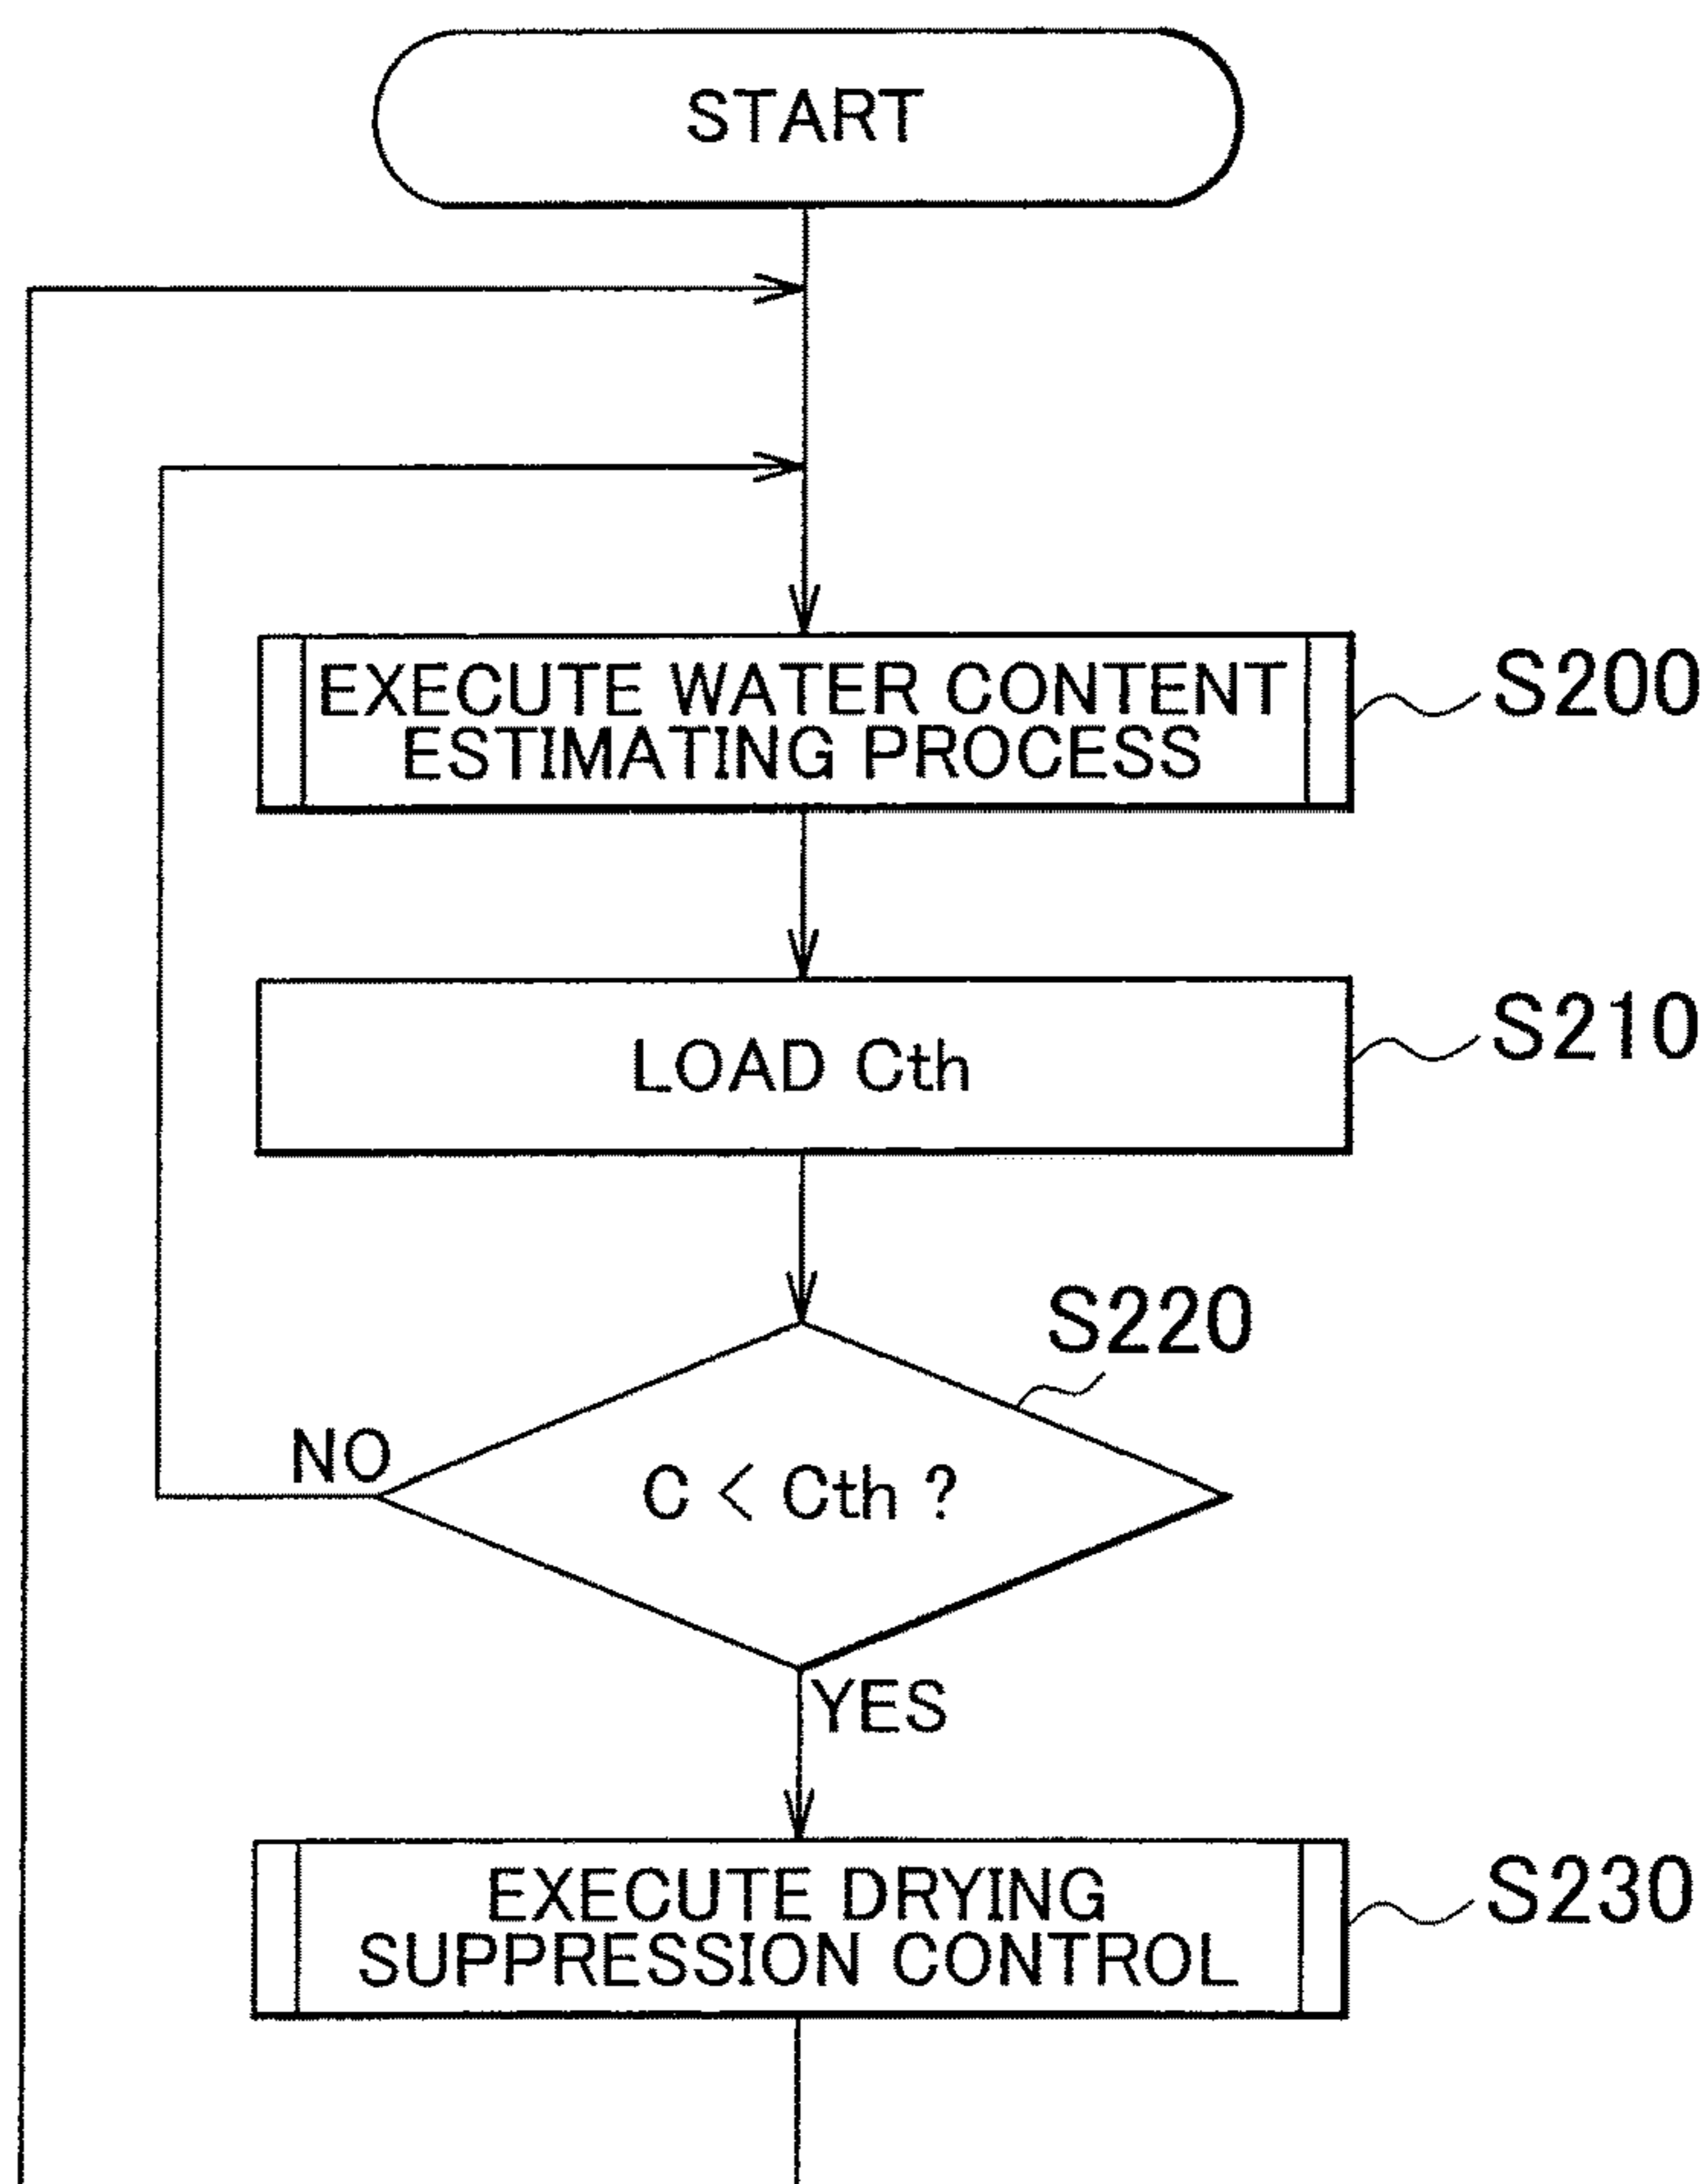 START
EXECUTE WATER CONTENT
ESTIMATING PROCESS
S200
LOAD Cth
S210
S220
NO
C < Cth ?
YES
EXECUTE DRYING
SUPPRESSION CONTROL
S230